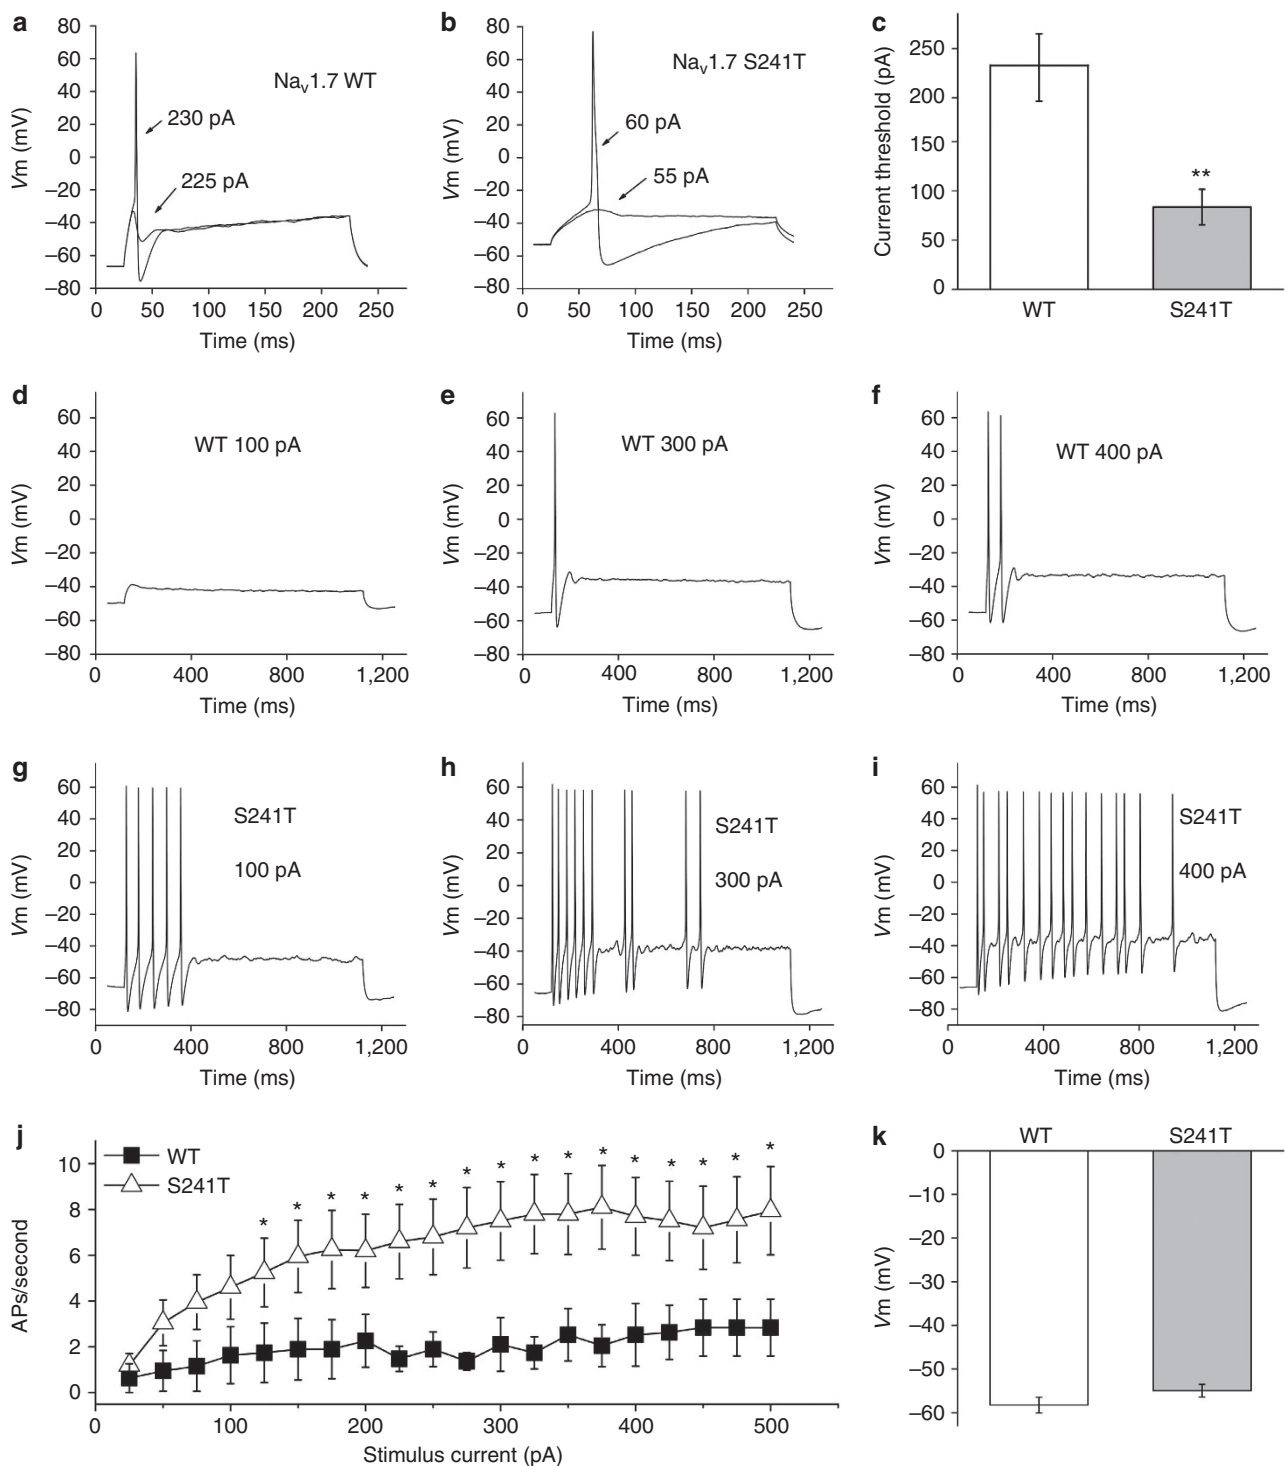 a
80
60
40
20
0
–20
–40
–60
–80
Vm (mV)
Nav1.7 WT
230 pA
225 pA
0 50 100 150 200 250
Time (ms)
b
80
60
40
20
0
–20
–40
–60
–80
Vm (mV)
Nav1.7 S241T
60 pA
55 pA
0 50 100 150 200 250
Time (ms)
c
250
200
150
100
50
0
Current threshold (pA)
**
WT S241T
d
60
40
20
0
–20
–40
–60
–80
Vm (mV)
WT 100 pA
0 400 800 1,200
Time (ms)
e
60
40
20
0
–20
–40
–60
–80
Vm (mV)
WT 300 pA
0 400 800 1,200
Time (ms)
f
60
40
20
0
–20
–40
–60
–80
Vm (mV)
WT 400 pA
0 400 800 1,200
Time (ms)
g
60
40
20
0
–20
–40
–60
–80
Vm (mV)
S241T
100 pA
0 400 800 1,200
Time (ms)
h
60
40
20
0
–20
–40
–60
–80
Vm (mV)
S241T
300 pA
0 400 800 1,200
Time (ms)
i
60
40
20
0
–20
–40
–60
–80
Vm (mV)
S241T
400 pA
0 400 800 1,200
Time (ms)
j
WT
S241T
10
8
6
4
2
0
APs/second
* * * * * * * * * * * * * * * *
0 100 200 300 400 500
Stimulus current (pA)
k
WT S241T
0
–10
–20
–30
–40
–50
–60
Vm (mV)